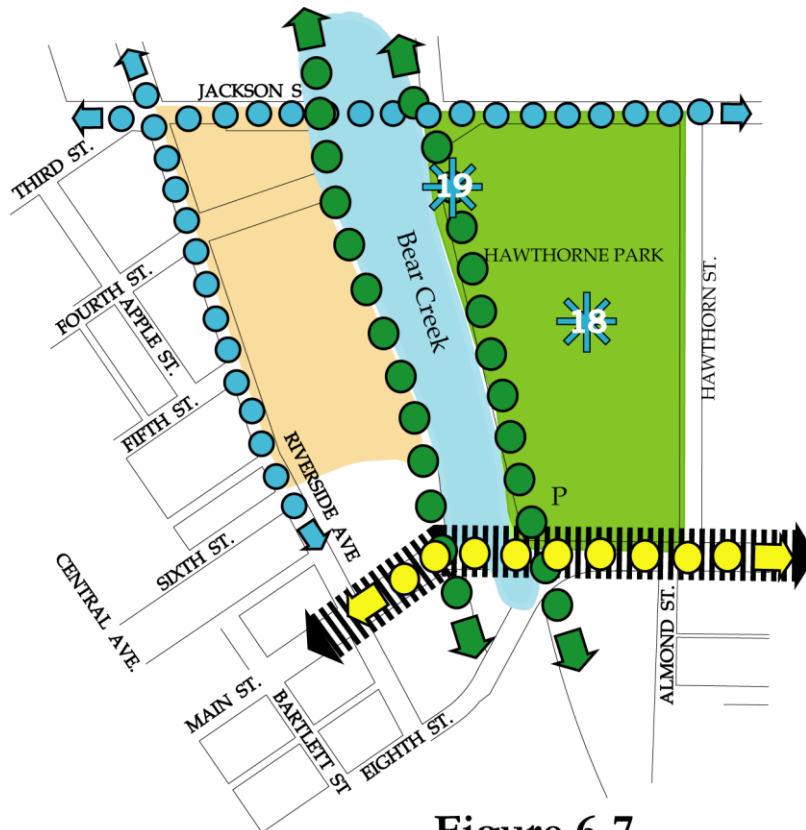 JACKSON S
THIRD ST.
19
Bear Creek
HAWTHORNE PARK
FOURTH ST.
APPLE ST.
18
HAWTHORN ST.
FIFTH ST.
RIVERSIDE AVE
P
SIXTH ST.
CENTRAL AVE.
ALMOND ST.
MAIN ST.
BARTLETT ST
EIGHTH ST.
Figure 6-7